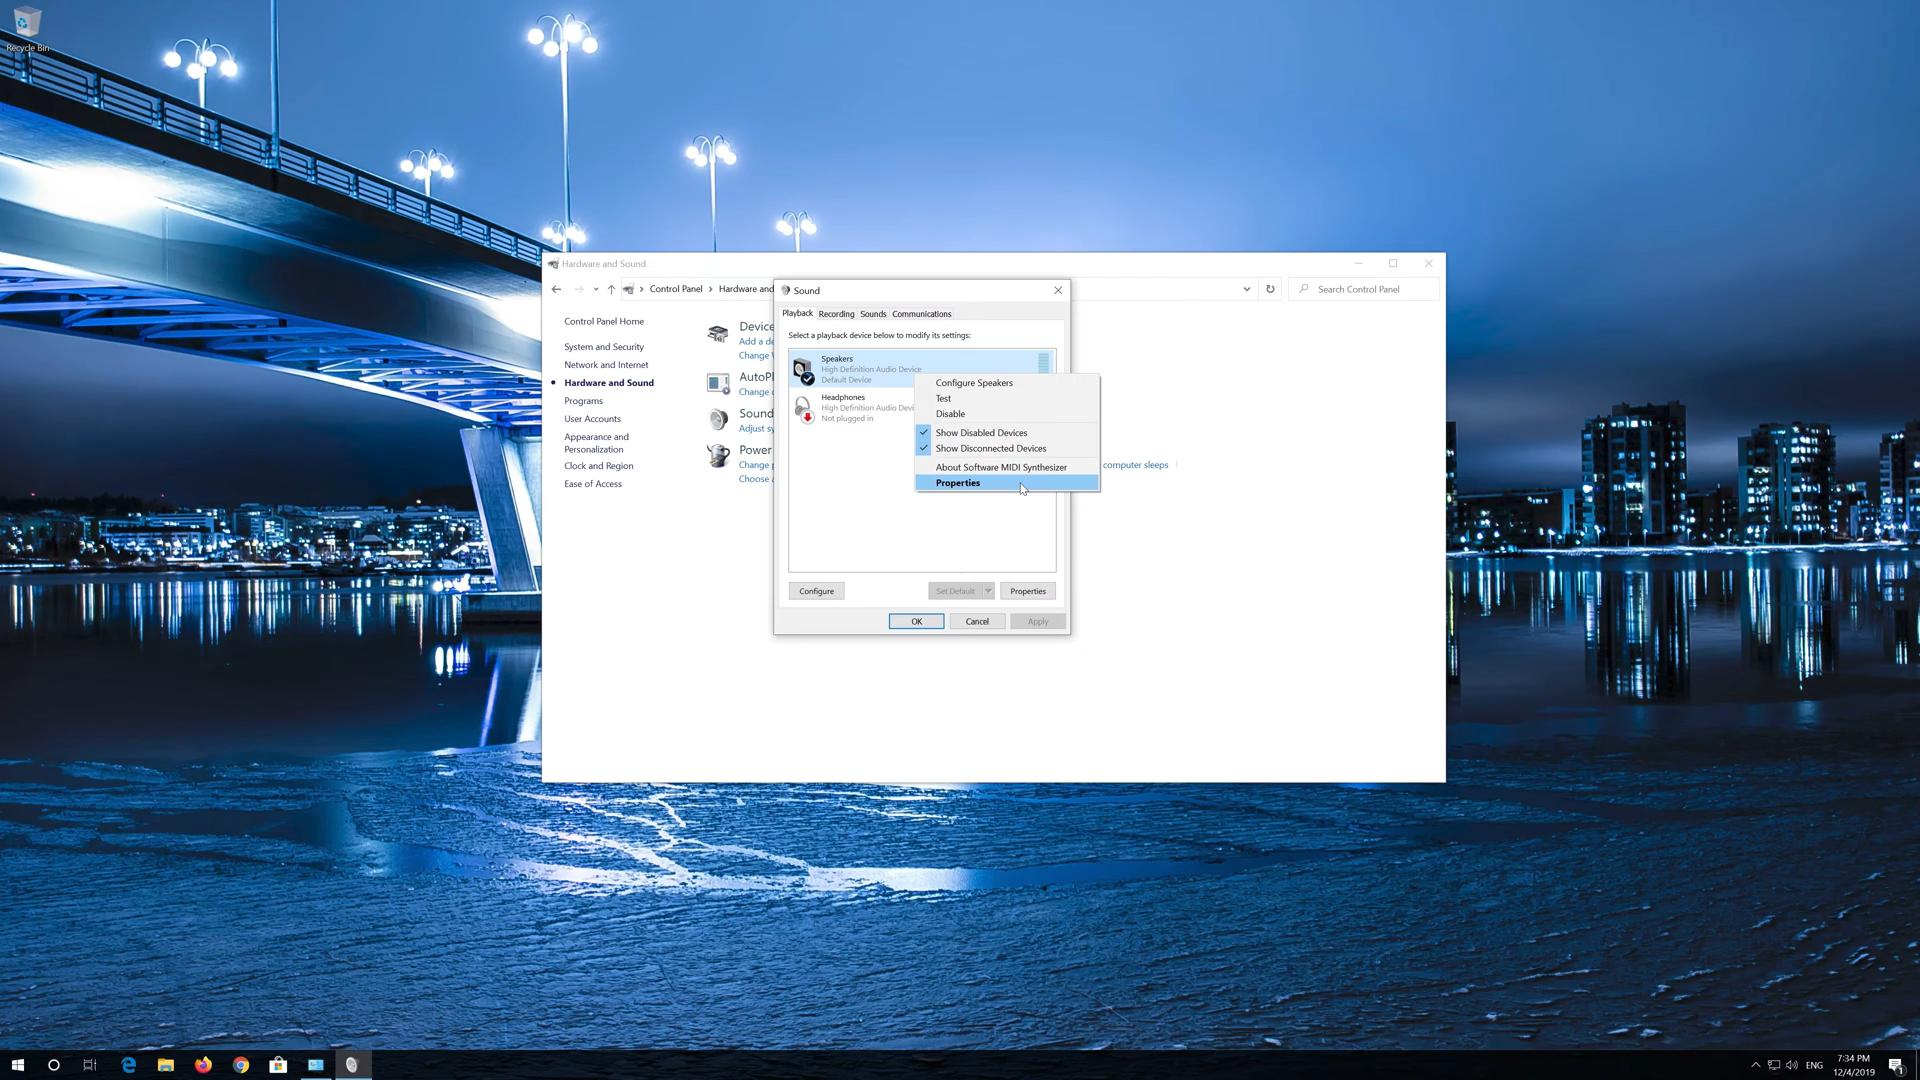 Recycle Bin
Hardware and Sound
Control Panel
Hardware and
Search Control Panel
Control Panel Home
System and Security
Network and Internet
Hardware and Sound
Programs
User Accounts
Appearance and
Personalization
Clock and Region
Ease of Access
Device
Add a de
Change
AutoPl
Change
Sound
Adjust sy
Power
Change
Choose a
computer sleeps
Sound
Playback
Recording
Sounds
Communications
Select a playback device below to modify its settings:
Speakers
High Definition Audio Device
Default Device
Headphones
High Definition Audio Devi
Not plugged in
Configure Speakers
Test
Disable
Show Disabled Devices
Show Disconnected Devices
About Software MIDI Synthesizer
Properties
Configure
Set Default
Properties
OK
Cancel
Apply
ENG
7:34 PM
12/4/2019
1